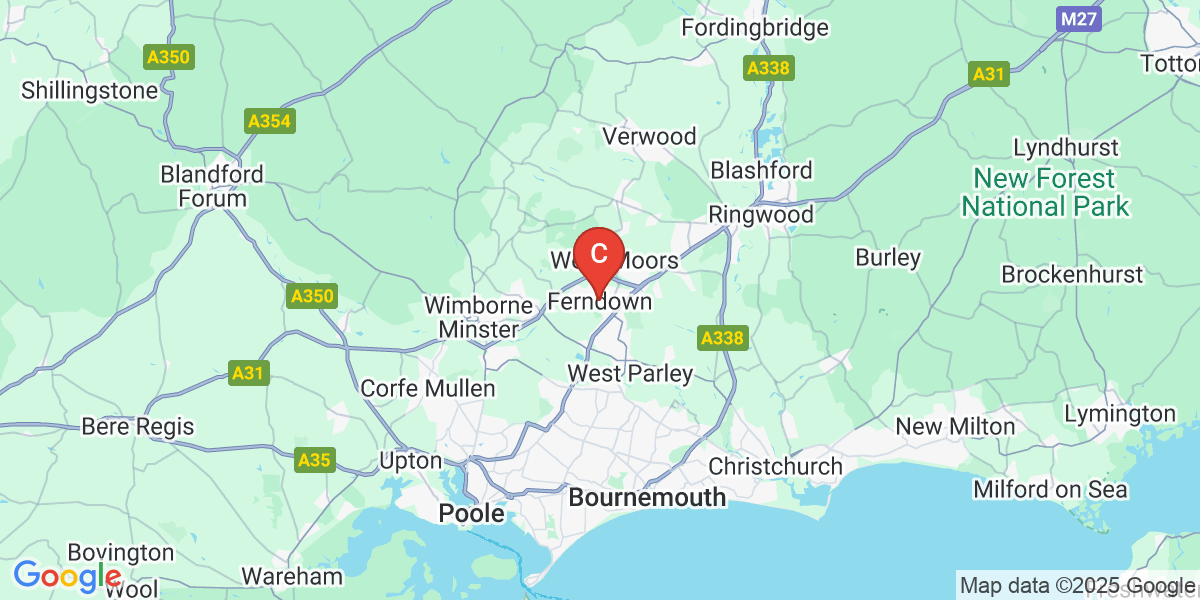 Fordingbridge
M27
A350
A338
A31
Totto
Shillingstone
A354
Verwood
Lyndhurst
Blandford
Forum
Blashford
New Forest
National Park
Ringwood
C
Moors
Burley
Brockenhurst
A350
Wimborne
Minster
Ferndown
A338
A31
West Parley
Corfe Mullen
Lymington
Bere Regis
New Milton
A35
Upton
Christchurch
Bournemouth
Milford on Sea
Poole
Bovington
Wareham
Google
Wool
Map data ©2025 Google